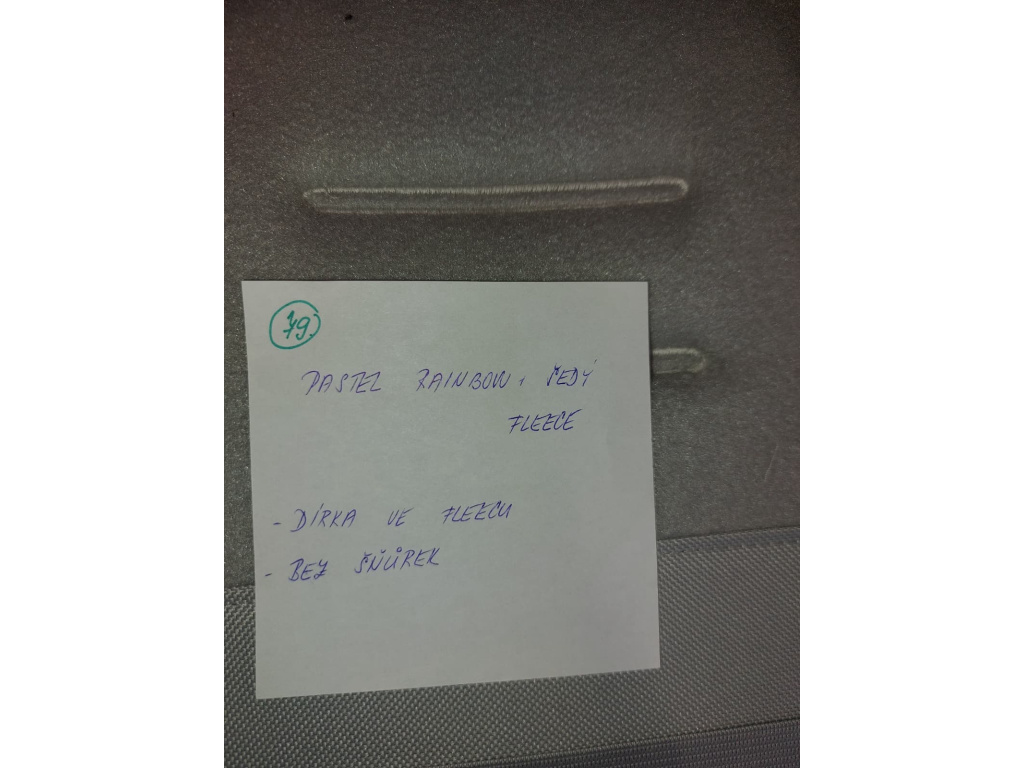 79.
PASTEL RAINBOW + ŠEDÝ
FLEECE
- DÍRKA VE FLEECU
- BEZ ŠŇŮREK